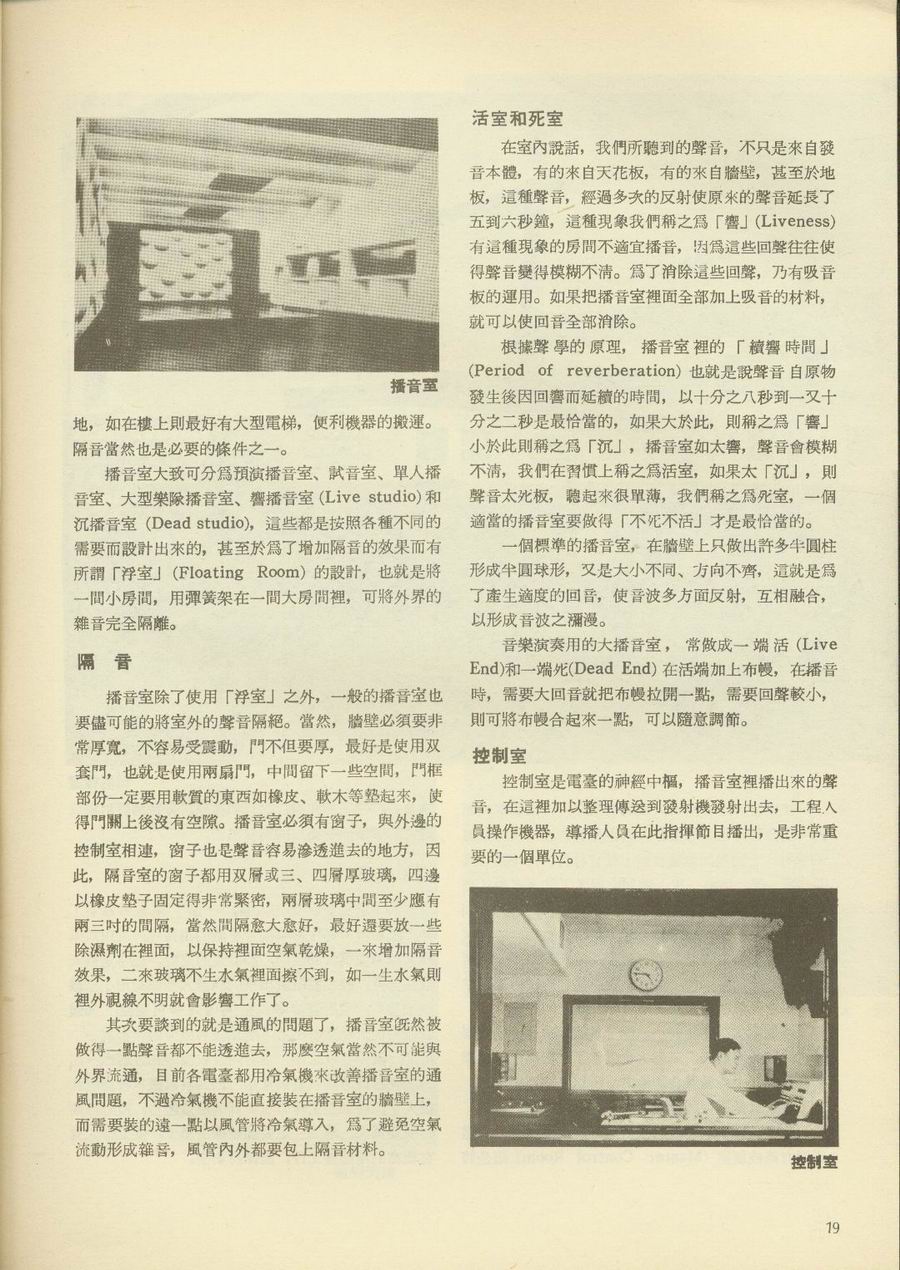 播音室
地，如在樓上則最好有大型電梯，便利機器的搬運。
隔音當然也是必要的條件之一。
播音室大致可分爲預演播音室、試音室、單人播
音室、大型樂隊播音室、響播音室 (Live studio) 和
沉播音室 (Dead studio)，這些都是按照各種不同的
需要而設計出來的，甚至於爲了增加隔音的效果而有
所謂「浮室」(Floating Room) 的設計，也就是將
一間小房間，用彈簧架在一間大房間裡，可將外界的
雜音完全隔離。
隔 音
播音室除了使用「浮室」之外，一般的播音室也
要儘可能的將室外的聲音隔絕。當然，牆壁必須要非
常厚寬，不容易受震動，門不但要厚，最好是使用双
套門，也就是使用兩扇門，中間留下一些空間，門框
部份一定要用軟質的東西如橡皮、軟木等墊起來，使
得門關上後沒有空隙。播音室必須有窗子，與外邊的
控制室相連，窗子也是聲音容易滲透進去的地方，因
此，隔音室的窗子都用双層或三、四層厚玻璃，四邊
以橡皮墊子固定得非常緊密，兩層玻璃中間至少應有
兩三吋的間隔，當然間隔愈大愈好，最好還要放一些
除濕劑在裡面，以保持裡面空氣乾燥，一來增加隔音
效果，二來玻璃不生水氣裡面擦不到，如一生水氣則
裡外視線不明就會影響工作了。
其次要談到的就是通風的問題了，播音室旣然被
做得一點聲音都不能透進去，那麼空氣當然不可能與
外界流通，目前各電臺都用冷氣機來改善播音室的通
風問題，不過冷氣機不能直接裝在播音室的牆壁上，
而需要裝的遠一點以風管將冷氣導入，爲了避免空氣
流動形成雜音，風管內外都要包上隔音材料。
活室和死室
在室內說話，我們所聽到的聲音，不只是來自發
音本體，有的來自天花板，有的來自牆壁，甚至於地
板，這種聲音，經過多次的反射使原來的聲音延長了
五到六秒鐘，這種現象我們稱之爲「響」(Liveness)
有這種現象的房間不適宜播音，因爲這些回聲往往使
得聲音變得模糊不清。爲了消除這些回聲，乃有吸音
板的運用。如果把播音室裡面全部加上吸音的材料，
就可以使回音全部消除。
根據聲學的原理，播音室裡的「續響時間」
(Period of reverberation) 也就是說聲音自原物
發生後因回響而延續的時間，以十分之八秒到一又十
分之二秒是最恰當的，如果大於此，則稱之爲「響」
小於此則稱之爲「沉」，播音室如太響，聲音會模糊
不清，我們在習慣上稱之爲活室，如果太「沉」，則
聲音太死板，聽起來很單薄，我們稱之爲死室，一個
適當的播音室要做得「不死不活」才是最恰當的。
一個標準的播音室，在牆壁上只做出許多半圓柱
形成半圓球形，又是大小不同、方向不齊，這就是爲
了產生適度的回音，使音波多方面反射，互相融合，
以形成音波之瀰漫。
音樂演奏用的大播音室，常做成一端活 (Live
End)和一端死(Dead End) 在活端加上布幔，在播音
時，需要大回音就把布幔拉開一點，需要回聲較小，
則可將布幔合起來一點，可以隨意調節。
控制室
控制室是電臺的神經中樞，播音室裡播出來的聲
音，在這裡加以整理傳送到發射機發射出去，工程人
員操作機器，導播人員在此指揮節目播出，是非常重
要的一個單位。
控制室
19